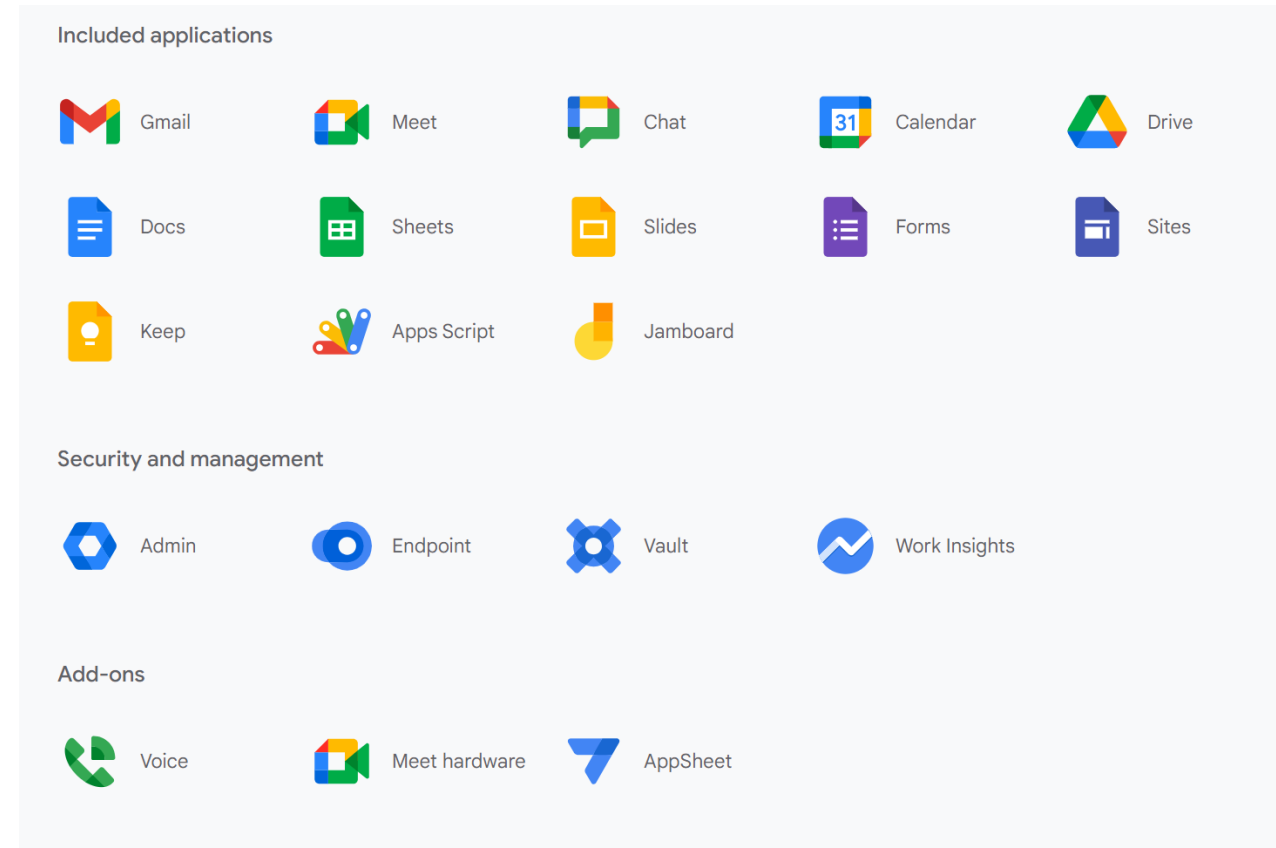 Included applications
Gmail Meet Chat 31 Calendar Drive
Docs Sheets Slides Forms Sites
Keep Apps Script Jamboard
Security and management
Admin Endpoint Vault Work Insights
Add-ons
Voice Meet hardware AppSheet